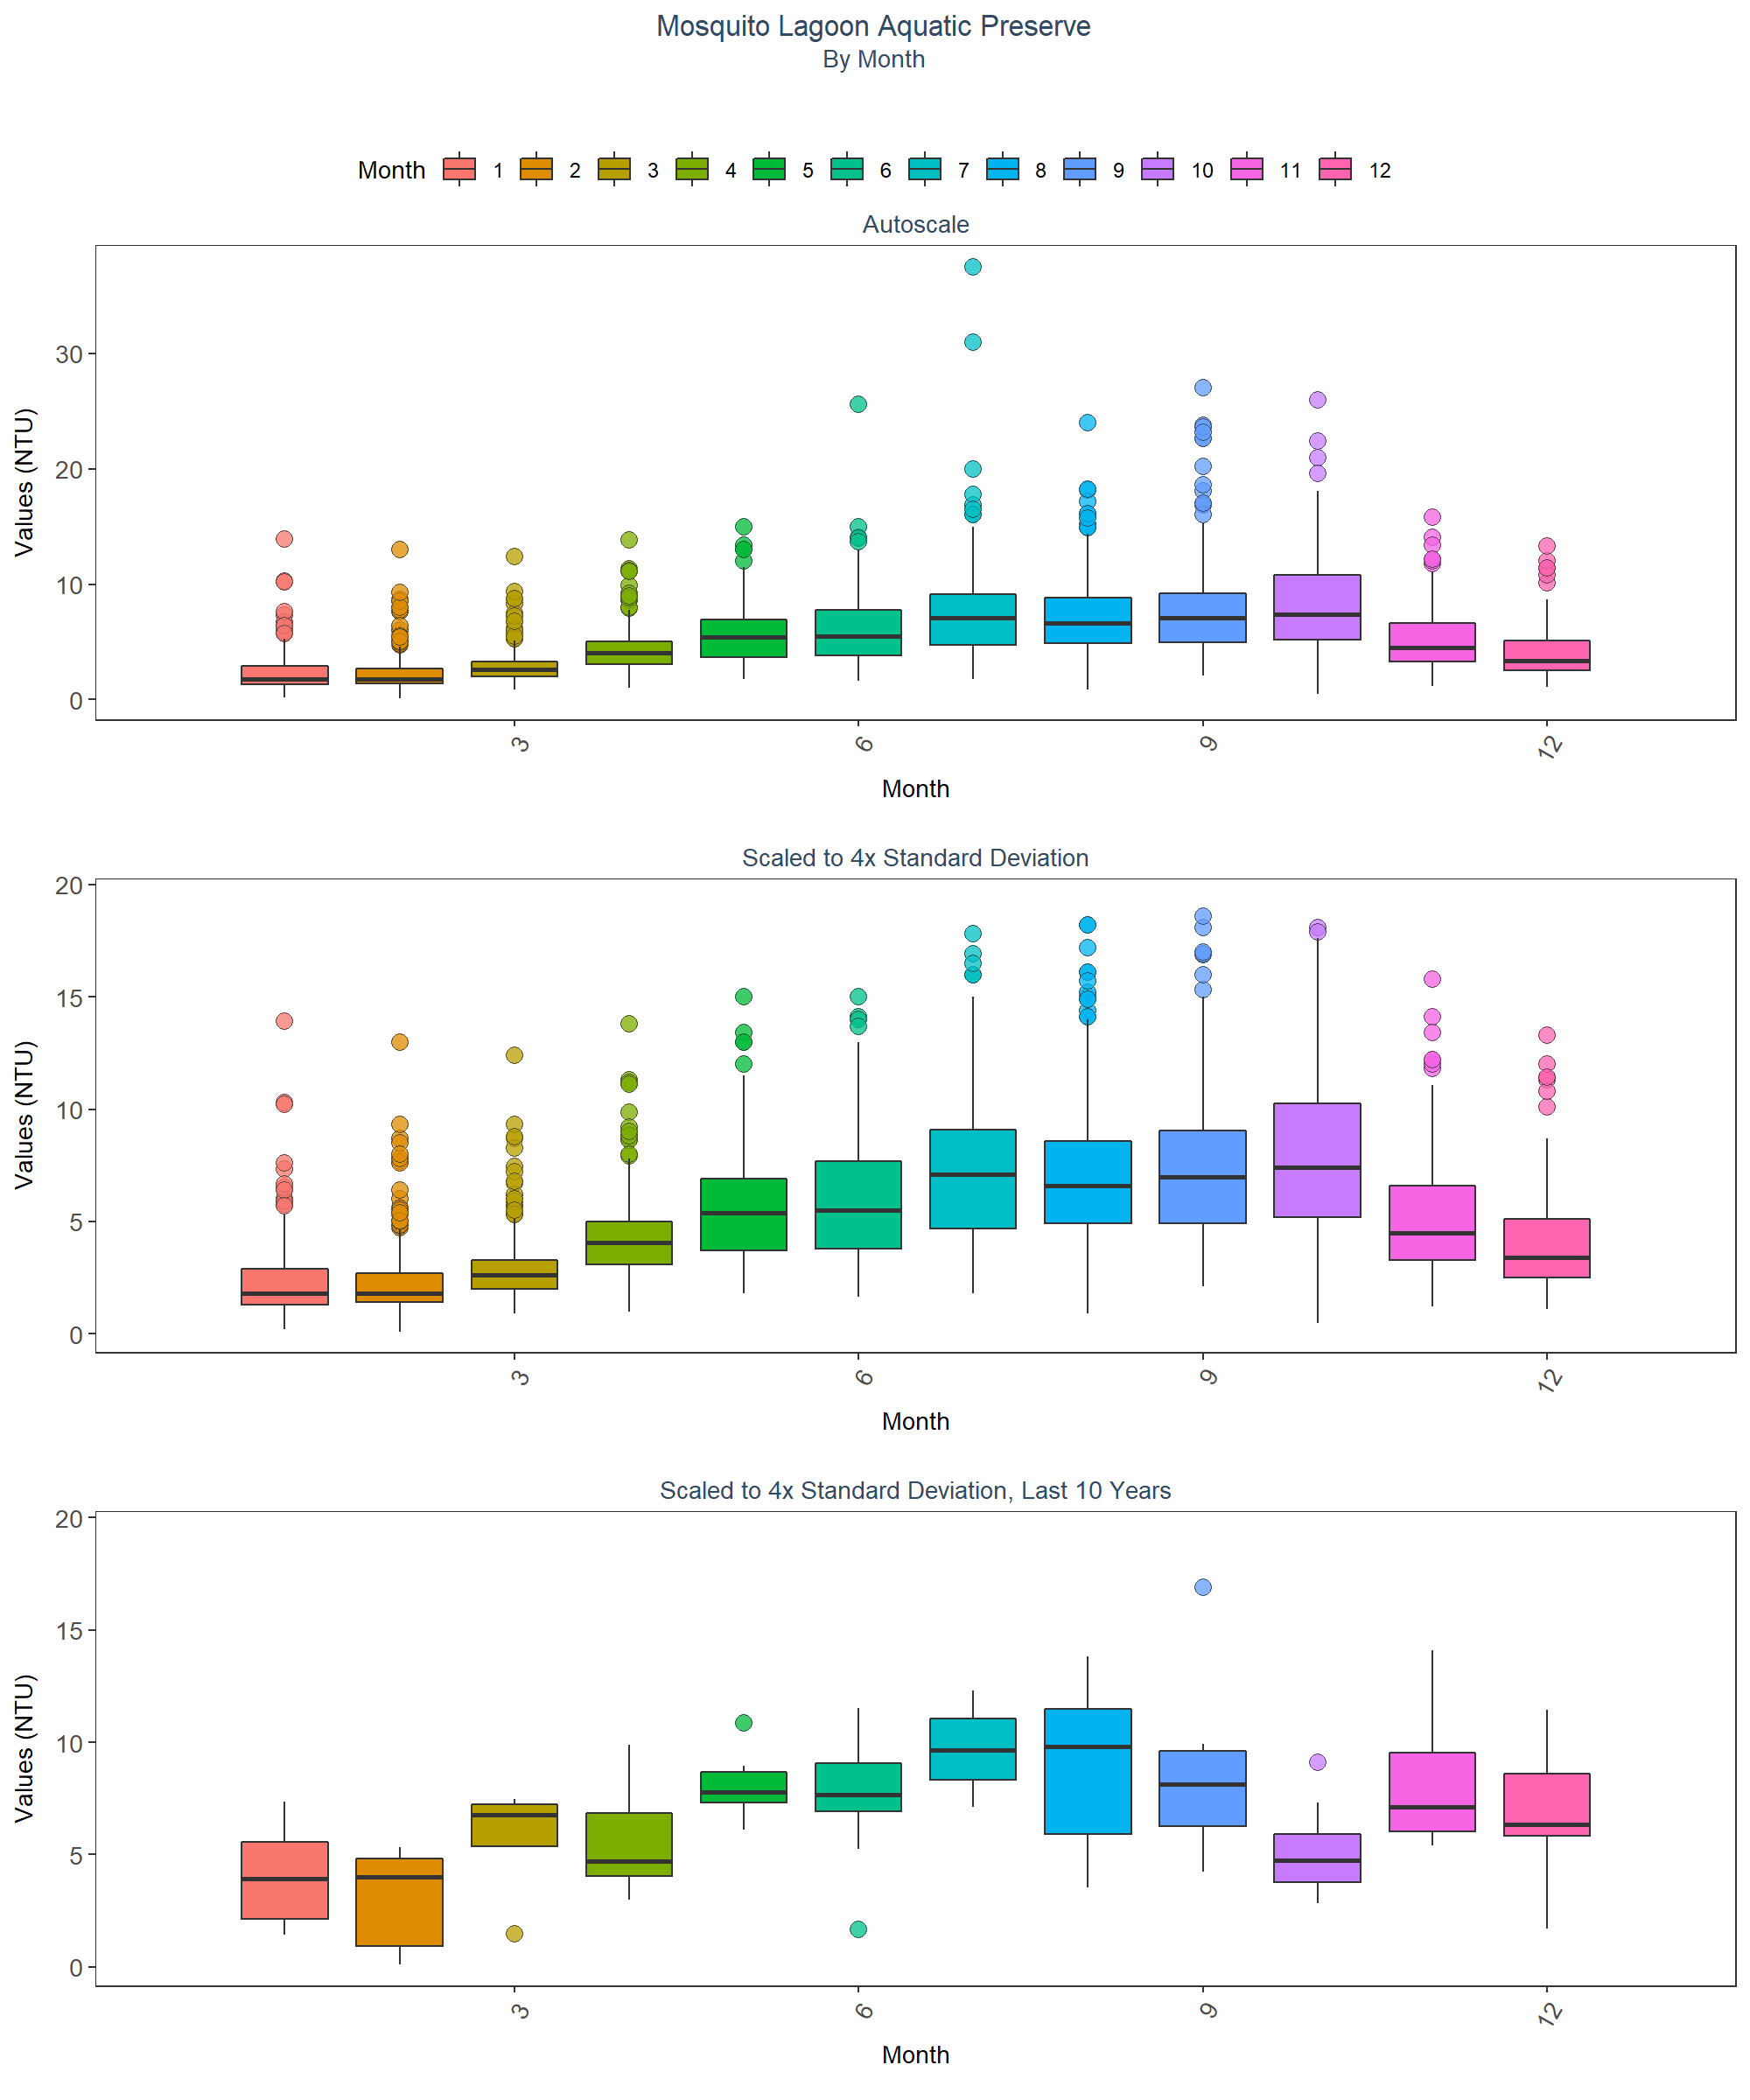 Mosquito Lagoon Aquatic Preserve
By Month
Month 1 2 3 4 5 6 7 8 9 10 11 12
Autoscale
Values (NTU)
30
20
10
0
3 6 9 12
Month
Scaled to 4x Standard Deviation
Values (NTU)
20
15
10
5
0
3 6 9 12
Month
Scaled to 4x Standard Deviation, Last 10 Years
Values (NTU)
20
15
10
5
0
3 6 9 12
Month